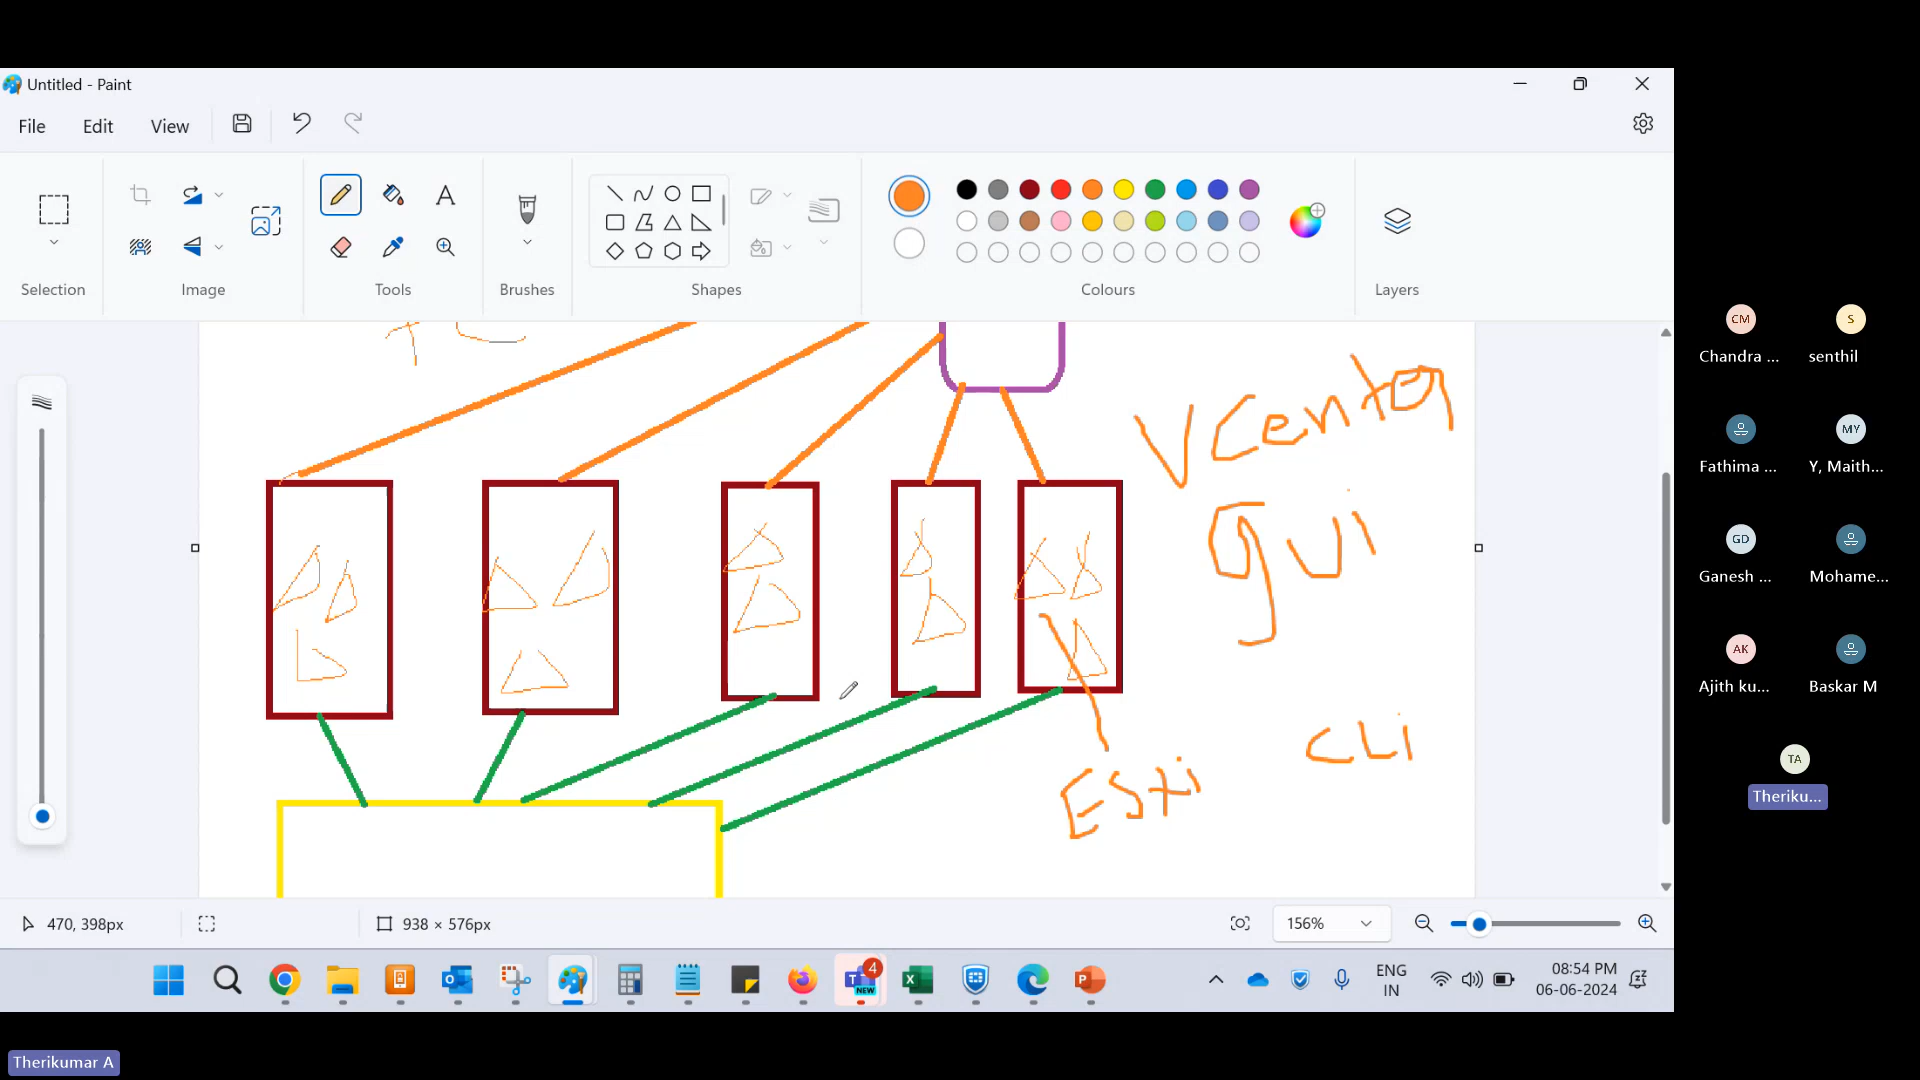 Untitled - Paint
File Edit View
Selection Image Tools Brushes Shapes Colours Layers
A
VCenter
gui
CLi
ESXi
470, 398px
938 × 576px
156%
4
NEW
ENG
IN
08:54 PM
06-06-2024
CM S
Chandra ... senthil
MY
Fathima ... Y, Maith...
GD
Ganesh ... Mohame...
AK
Ajith ku... Baskar M
TA
Theriku...
Therikumar A